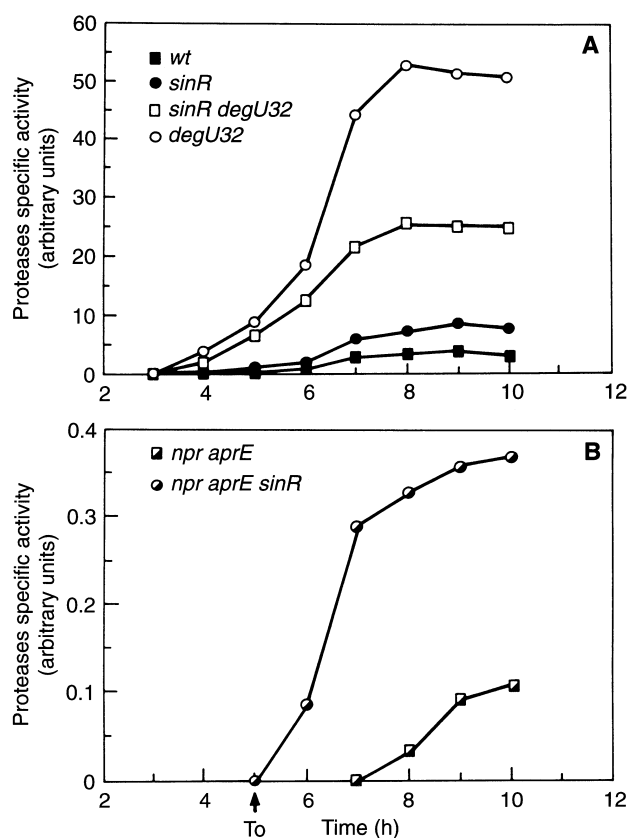 60
50
40
30
20
10
0
Proteases specific activity
(arbitrary units)
A
wt
sinR
sinR degU32
degU32
2 4 6 8 10 12
0.4
0.3
0.2
0.1
0
Proteases specific activity
(arbitrary units)
B
npr aprE
npr aprE sinR
2 4 6 8 10 12
To Time (h)